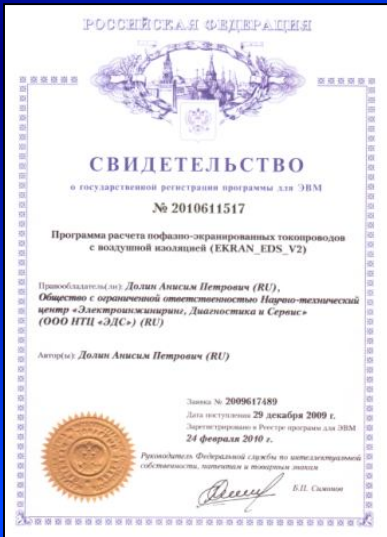 РОССИЙСКАЯ ФЕДЕРАЦИЯ
СВИДЕТЕЛЬСТВО
о государственной регистрации программы для ЭВМ
№ 2010611517
Программа расчета пофазно-экранированных токопроводов
с воздушной изоляцией (EKRAN_EDS_V2)
Правообладатель(ли): Долин Анисим Петрович (RU),
Общество с ограниченной ответственностью Научно-технический
центр «Электроинжиниринг, Диагностика и Сервис»
(ООО НТЦ «ЭДС») (RU)
Автор(ы): Долин Анисим Петрович (RU)
Заявка № 2009617489
Дата поступления 29 декабря 2009 г.
Зарегистрировано в Реестре программ для ЭВМ
24 февраля 2010 г.
Руководитель Федеральной службы по интеллектуальной
собственности, патентам и товарным знакам
Б.П. Симонов